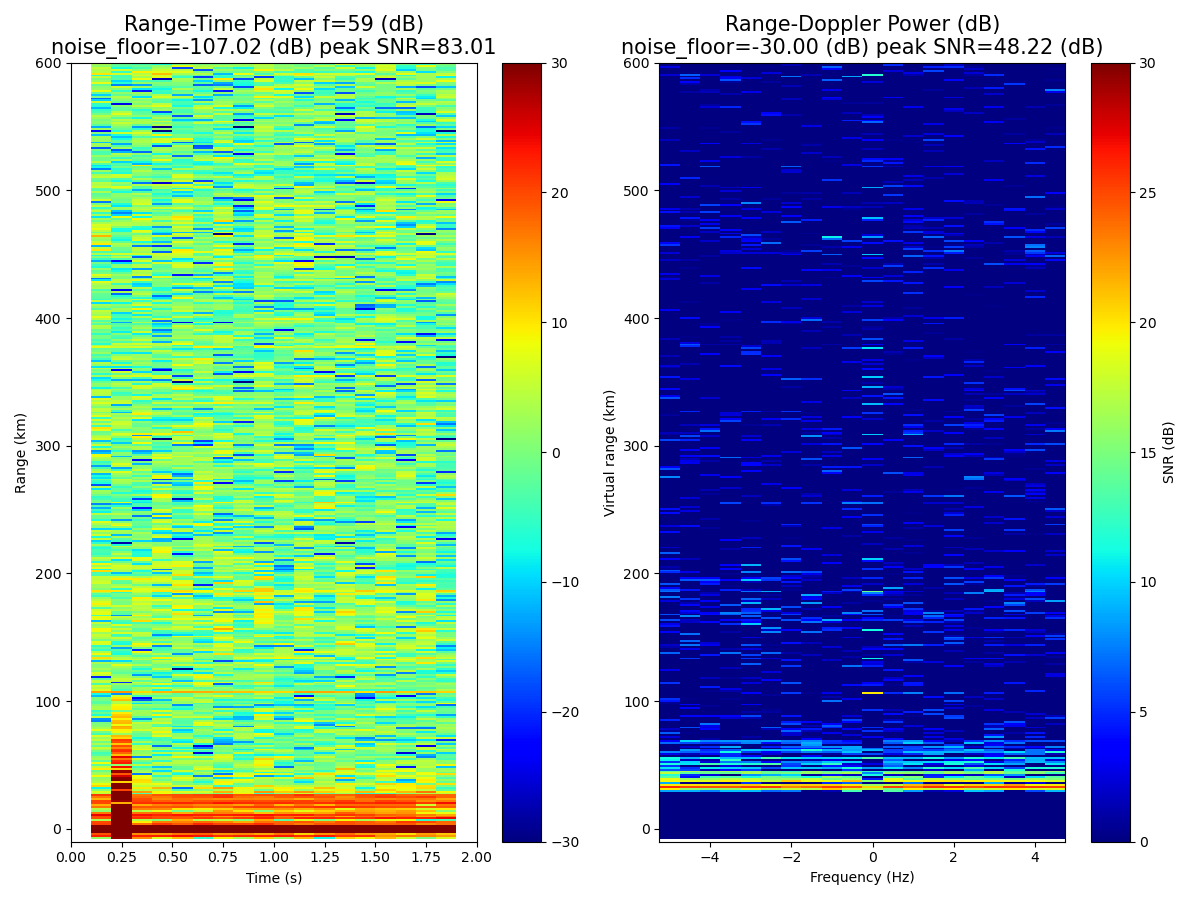 Range-Time Power f=59 (dB)
noise_floor=-107.02 (dB) peak SNR=83.01
600
500
400
300
200
100
0
Range (km)
0.00 0.25 0.50 0.75 1.00 1.25 1.50 1.75 2.00
Time (s)
30
20
10
0
−10
−20
−30
Range-Doppler Power (dB)
noise_floor=-30.00 (dB) peak SNR=48.22 (dB)
600
500
400
300
200
100
0
Virtual range (km)
−4 −2 0 2 4
Frequency (Hz)
30
25
20
15
10
5
0
SNR (dB)